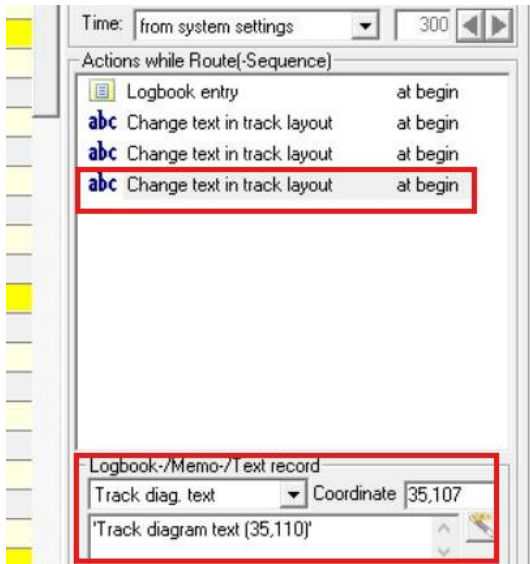 Time: from system settings 300
Actions while Route(-Sequence)
Logbook entry at begin
abc Change text in track layout at begin
abc Change text in track layout at begin
abc Change text in track layout at begin
Logbook-/Memo-/Text record
Track diag. text Coordinate 35,107
'Track diagram text (35,110)'